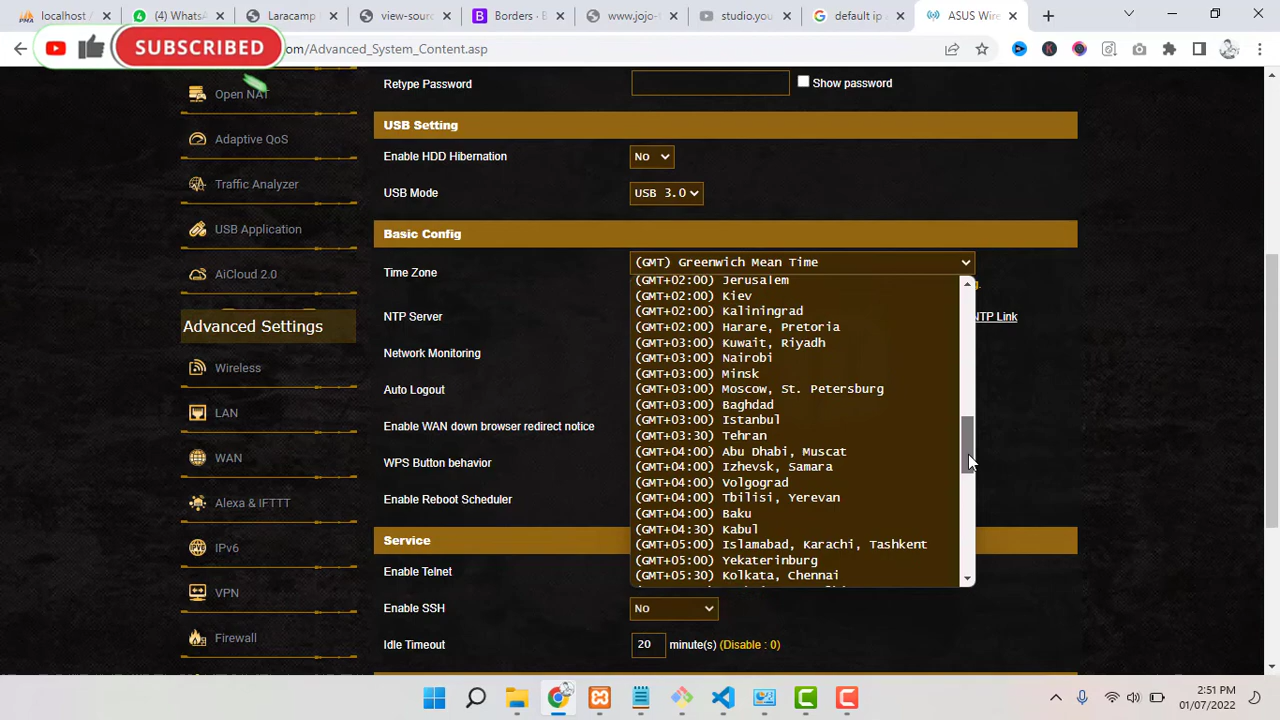 localhost /
WhatsA
Laracamp
view-sourc
Borders · B
www.jojo-t
studio.you
default ip
ASUS Wire
SUBSCRIBED
om/Advanced_System_Content.asp
Retype Password
Show password
Open NAT
USB Setting
Adaptive QoS
Enable HDD Hibernation
No
Traffic Analyzer
USB Mode
USB 3.0
USB Application
Basic Config
Time Zone
(GMT) Greenwich Mean Time
AiCloud 2.0
(GMT+02:00) Jerusalem
g.
(GMT+02:00) Kiev
(GMT+02:00) Kaliningrad
NTP Server
NTP Link
Advanced Settings
(GMT+02:00) Harare, Pretoria
(GMT+03:00) Kuwait, Riyadh
Network Monitoring
(GMT+03:00) Nairobi
Wireless
(GMT+03:00) Minsk
Auto Logout
(GMT+03:00) Moscow, St. Petersburg
(GMT+03:00) Baghdad
LAN
(GMT+03:00) Istanbul
Enable WAN down browser redirect notice
(GMT+03:30) Tehran
(GMT+04:00) Abu Dhabi, Muscat
WAN
WPS Button behavior
(GMT+04:00) Izhevsk, Samara
(GMT+04:00) Volgograd
Alexa & IFTTT
Enable Reboot Scheduler
(GMT+04:00) Tbilisi, Yerevan
(GMT+04:00) Baku
(GMT+04:30) Kabul
IPv6
Service
(GMT+05:00) Islamabad, Karachi, Tashkent
(GMT+05:00) Yekaterinburg
Enable Telnet
(GMT+05:30) Kolkata, Chennai
VPN
Enable SSH
No
Firewall
Idle Timeout
20 minute(s) (Disable : 0)
2:51 PM
01/07/2022